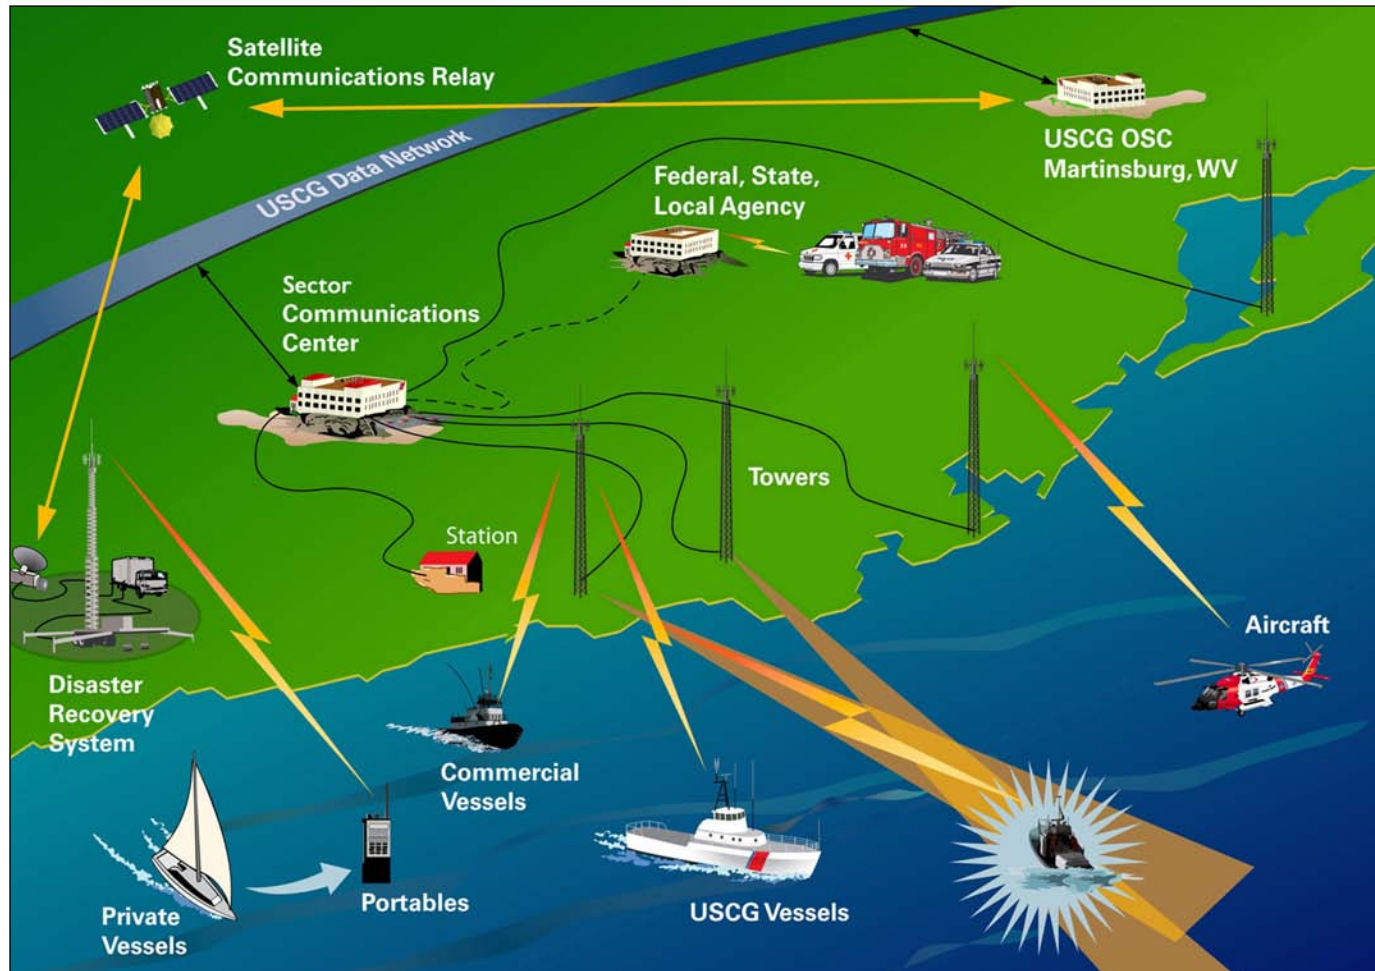 Satellite
Communications Relay
USCG Data Network
USCG OSC
Martinsburg, WV
Federal, State,
Local Agency
Sector
Communications
Center
Towers
Station
Aircraft
Disaster
Recovery
System
Commercial
Vessels
Private
Vessels
Portables
USCG Vessels